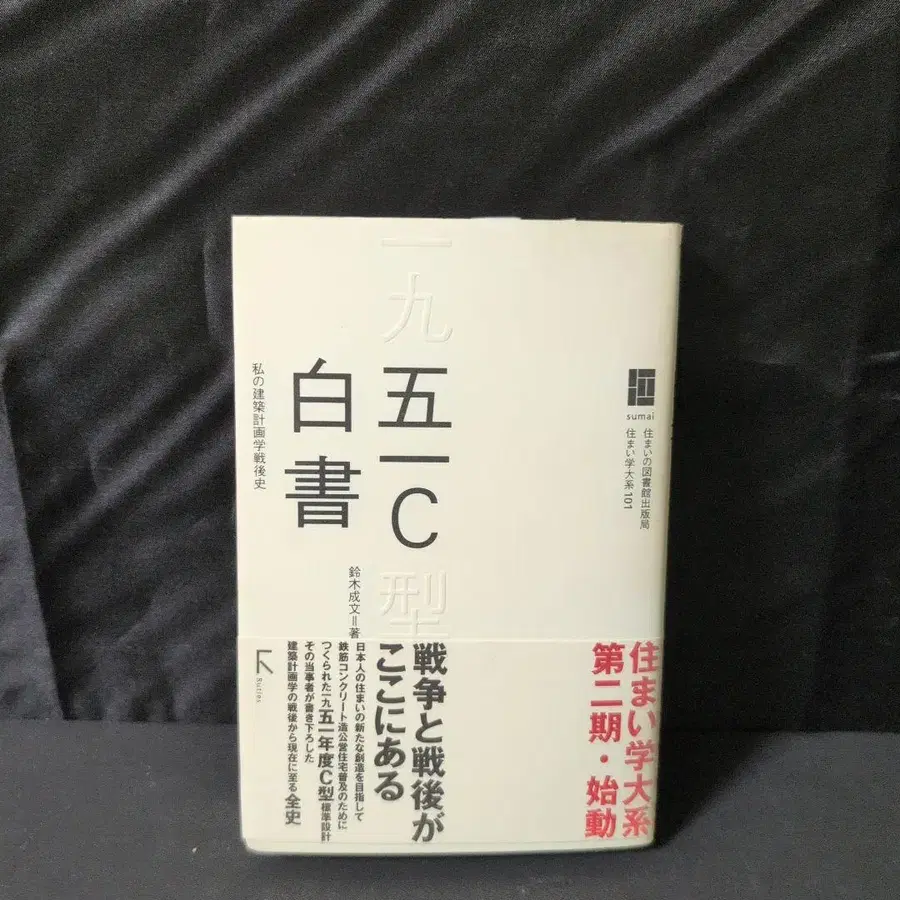 sumai
住まいの図書館出版局
住まい学大系101
一九五一C型
白書
鈴木成文=著
私の建築計画学戦後史
住まい学大系
第二期・始動
戦争と戦後が
ここにある
日本人の住まいの新たな創造を目指して
鉄筋コンクリート造公営住宅普及のために
つくられた一九五一年度C型標準設計
その当事者が書き下ろした
建築計画学の戦後から現在に至る全史